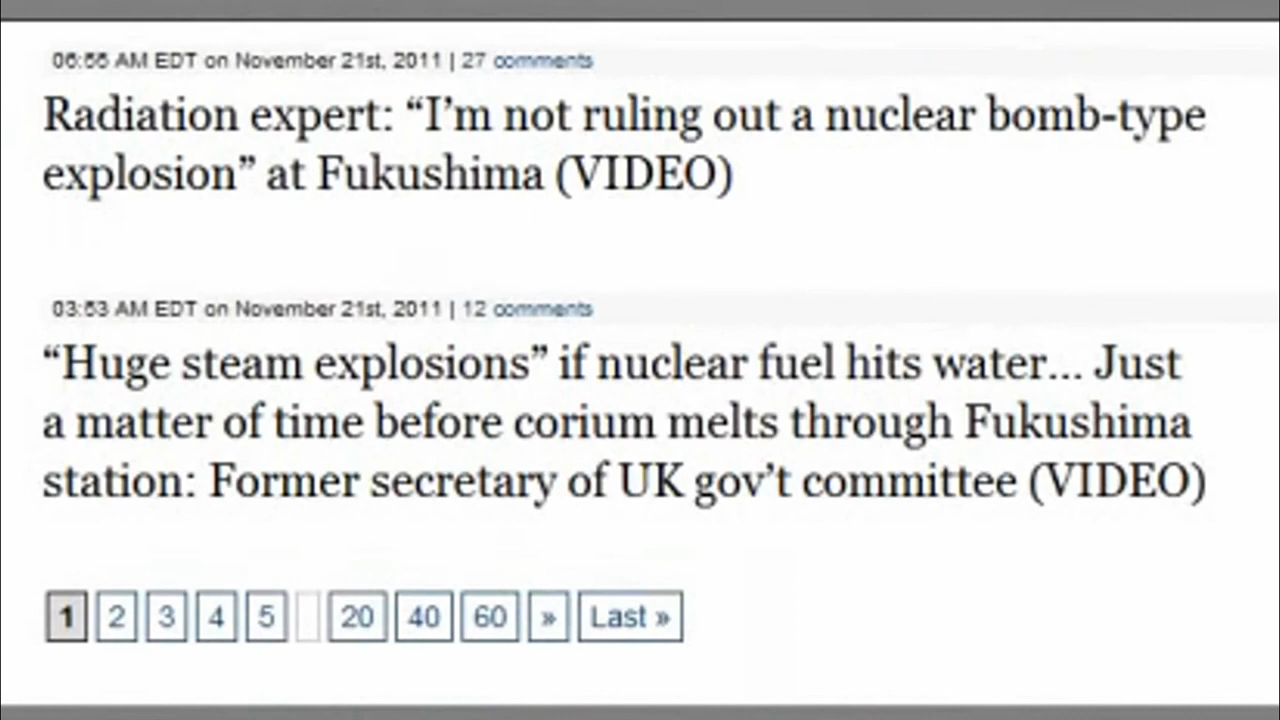 AM EDT on November 21st, 2011 | 27 comments
Radiation expert: “I’m not ruling out a nuclear bomb-type
explosion” at Fukushima (VIDEO)
03:53 AM EDT on November 21st, 2011 | 12 comments
“Huge steam explosions” if nuclear fuel hits water... Just
a matter of time before corium melts through Fukushima
station: Former secretary of UK gov’t committee (VIDEO)
1 2 3 4 5 20 40 60 » Last »